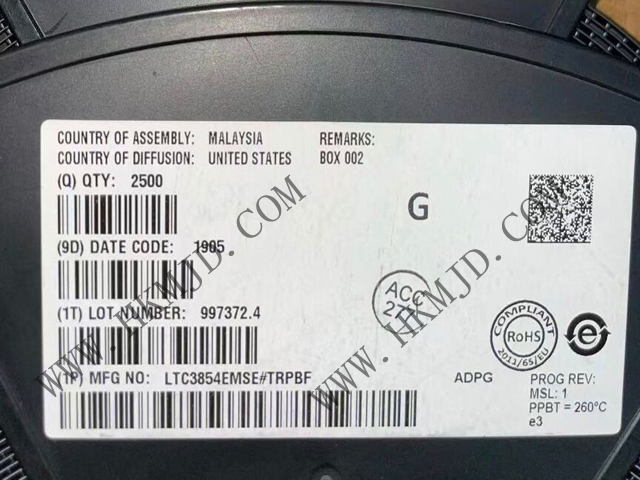 COUNTRY OF ASSEMBLY: MALAYSIA
COUNTRY OF DIFFUSION: UNITED STATES
REMARKS:
BOX 002
(Q) QTY: 2500
G
(9D) DATE CODE: 1905
(1T) LOT NUMBER: 997372.4
ACC
27
(1P) MFG NO: LTC3854EMSE#TRPBF
COMPLIANT
RoHS
2011/65/EU
e
ADPG
PROG REV:
MSL: 1
PPBT = 260°C
e3
WWW.HKMJD.COM
WWW.HKMJD.COM